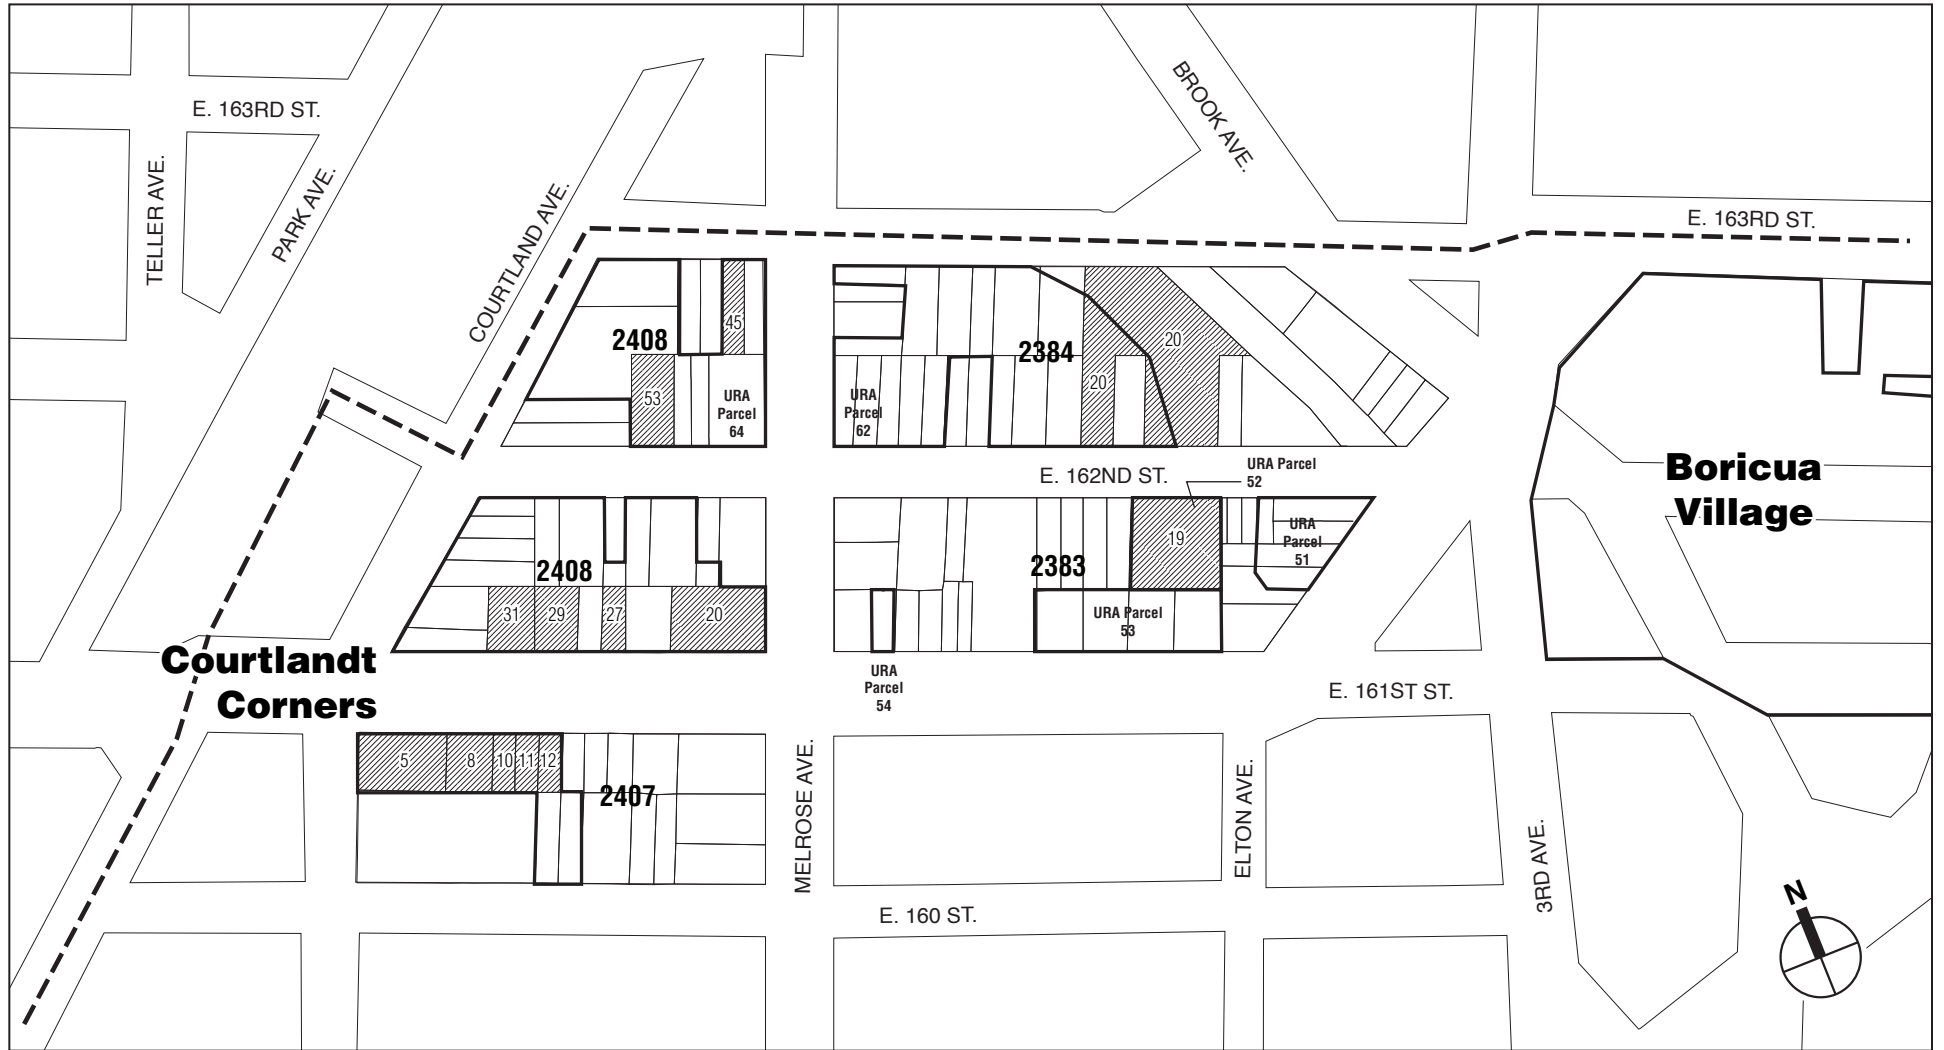 E. 163RD ST.
TELLER AVE.
PARK AVE.
COURTLAND AVE.
BROOK AVE.
E. 163RD ST.
45
2408
53
URA
Parcel
64
URA
Parcel
62
2384
20
20
E. 162ND ST.
URA Parcel
52
Boricua
Village
2408
31
29
27
20
2383
19
URA
Parcel
51
URA Parcel
53
URA
Parcel
54
Courtlandt
Corners
E. 161ST ST.
5
8
10
11
12
2407
MELROSE AVE.
ELTON AVE.
3RD AVE.
E. 160 ST.
N